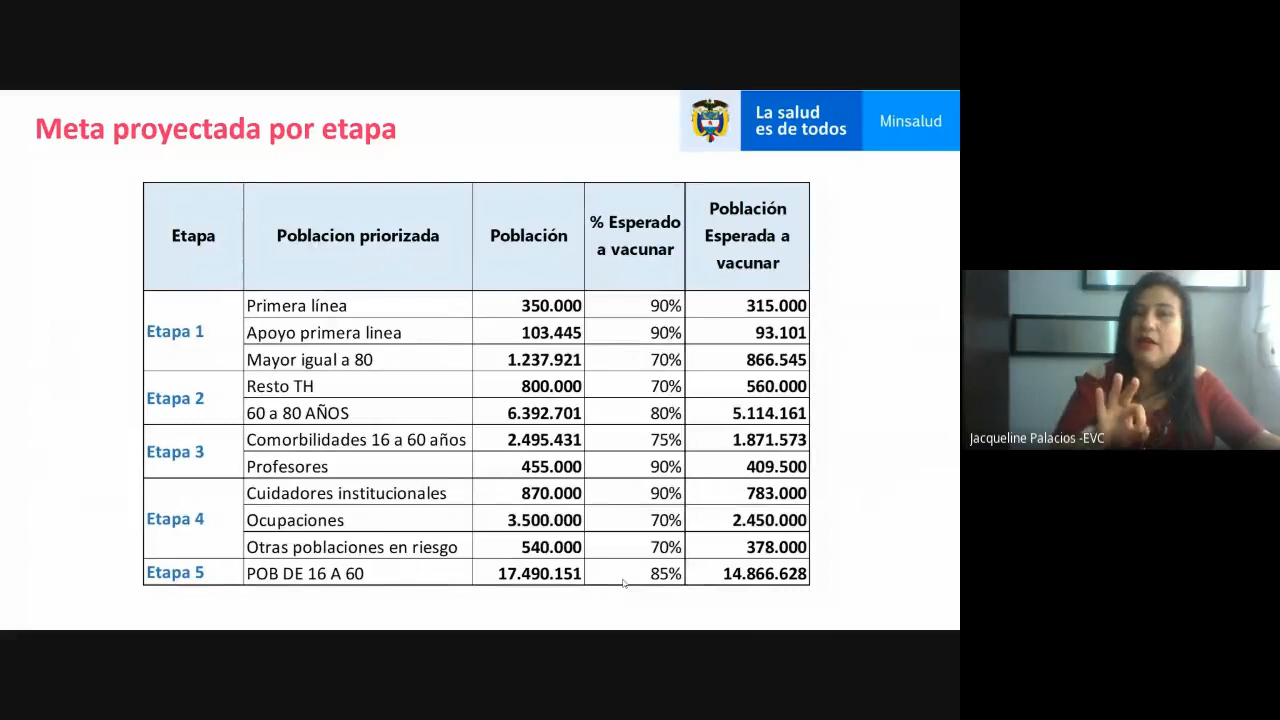 Meta proyectada por etapa
La salud
es de todos
Minsalud
Etapa
Poblacion priorizada
Población
% Esperado
a vacunar
Población
Esperada a
vacunar
Etapa 1
Primera línea 350.000 90% 315.000
Apoyo primera linea 103.445 90% 93.101
Mayor igual a 80 1.237.921 70% 866.545
Etapa 2
Resto TH 800.000 70% 560.000
60 a 80 AÑOS 6.392.701 80% 5.114.161
Etapa 3
Comorbilidades 16 a 60 años 2.495.431 75% 1.871.573
Profesores 455.000 90% 409.500
Etapa 4
Cuidadores institucionales 870.000 90% 783.000
Ocupaciones 3.500.000 70% 2.450.000
Otras poblaciones en riesgo 540.000 70% 378.000
Etapa 5 POB DE 16 A 60 17.490.151 85% 14.866.628
Jacqueline Palacios -EVC